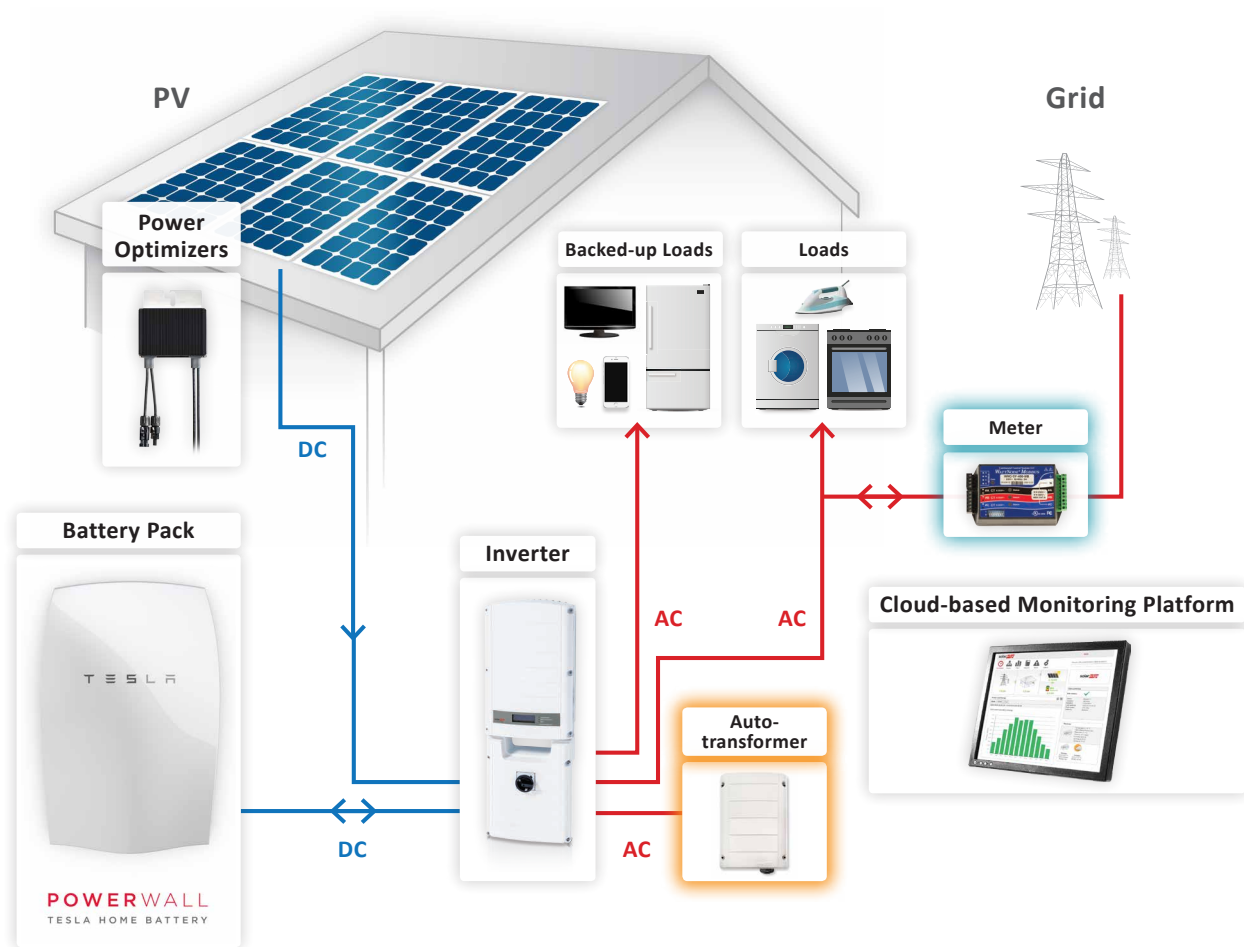 PV
Grid
Power
Optimizers
Backed-up Loads
Loads
DC
Meter
Battery Pack
Inverter
TESLA
AC
AC
Cloud-based Monitoring Platform
Auto-
transformer
DC
AC
POWERWALL
TESLA HOME BATTERY